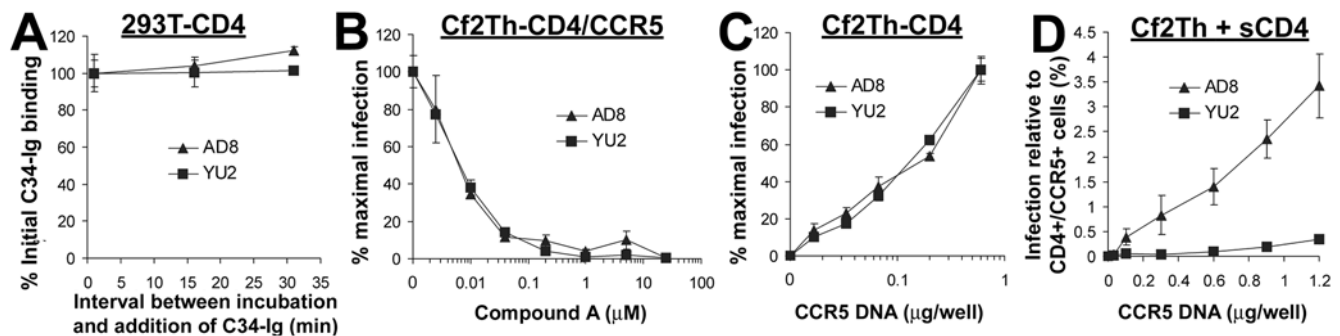 A 293T-CD4
% Initial C34-Ig binding
120
100
80
60
40
20
0
0 5 10 15 20 25 30 35
AD8
YU2
Interval between incubation
and addition of C34-Ig (min)
B Cf2Th-CD4/CCR5
% maximal infection
120
100
80
60
40
20
0
0 0.01 0.1 1 10 100
AD8
YU2
Compound A (μM)
C Cf2Th-CD4
% maximal infection
120
100
80
60
40
20
0
0 0.1 1
AD8
YU2
CCR5 DNA (μg/well)
D Cf2Th + sCD4
Infection relative to
CD4+/CCR5+ cells (%)
4.5
4
3.5
3
2.5
2
1.5
1
0.5
0
0 0.2 0.4 0.6 0.8 1.0 1.2
AD8
YU2
CCR5 DNA (μg/well)